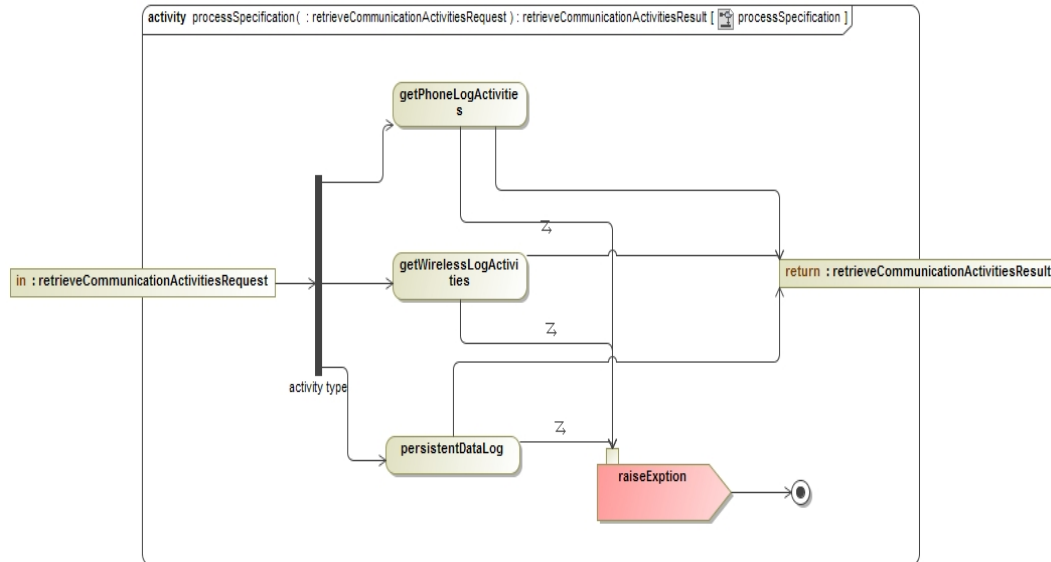 activity processSpecification( : retrieveCommunicationActivitiesRequest ) : retrieveCommunicationActivitiesResult [ processSpecification ]
getPhoneLogActivitie
s
getWirelessLogActivi
ties
in : retrieveCommunicationActivitiesRequest
return : retrieveCommunicationActivitiesResult
activity type
persistentDataLog
raiseExption